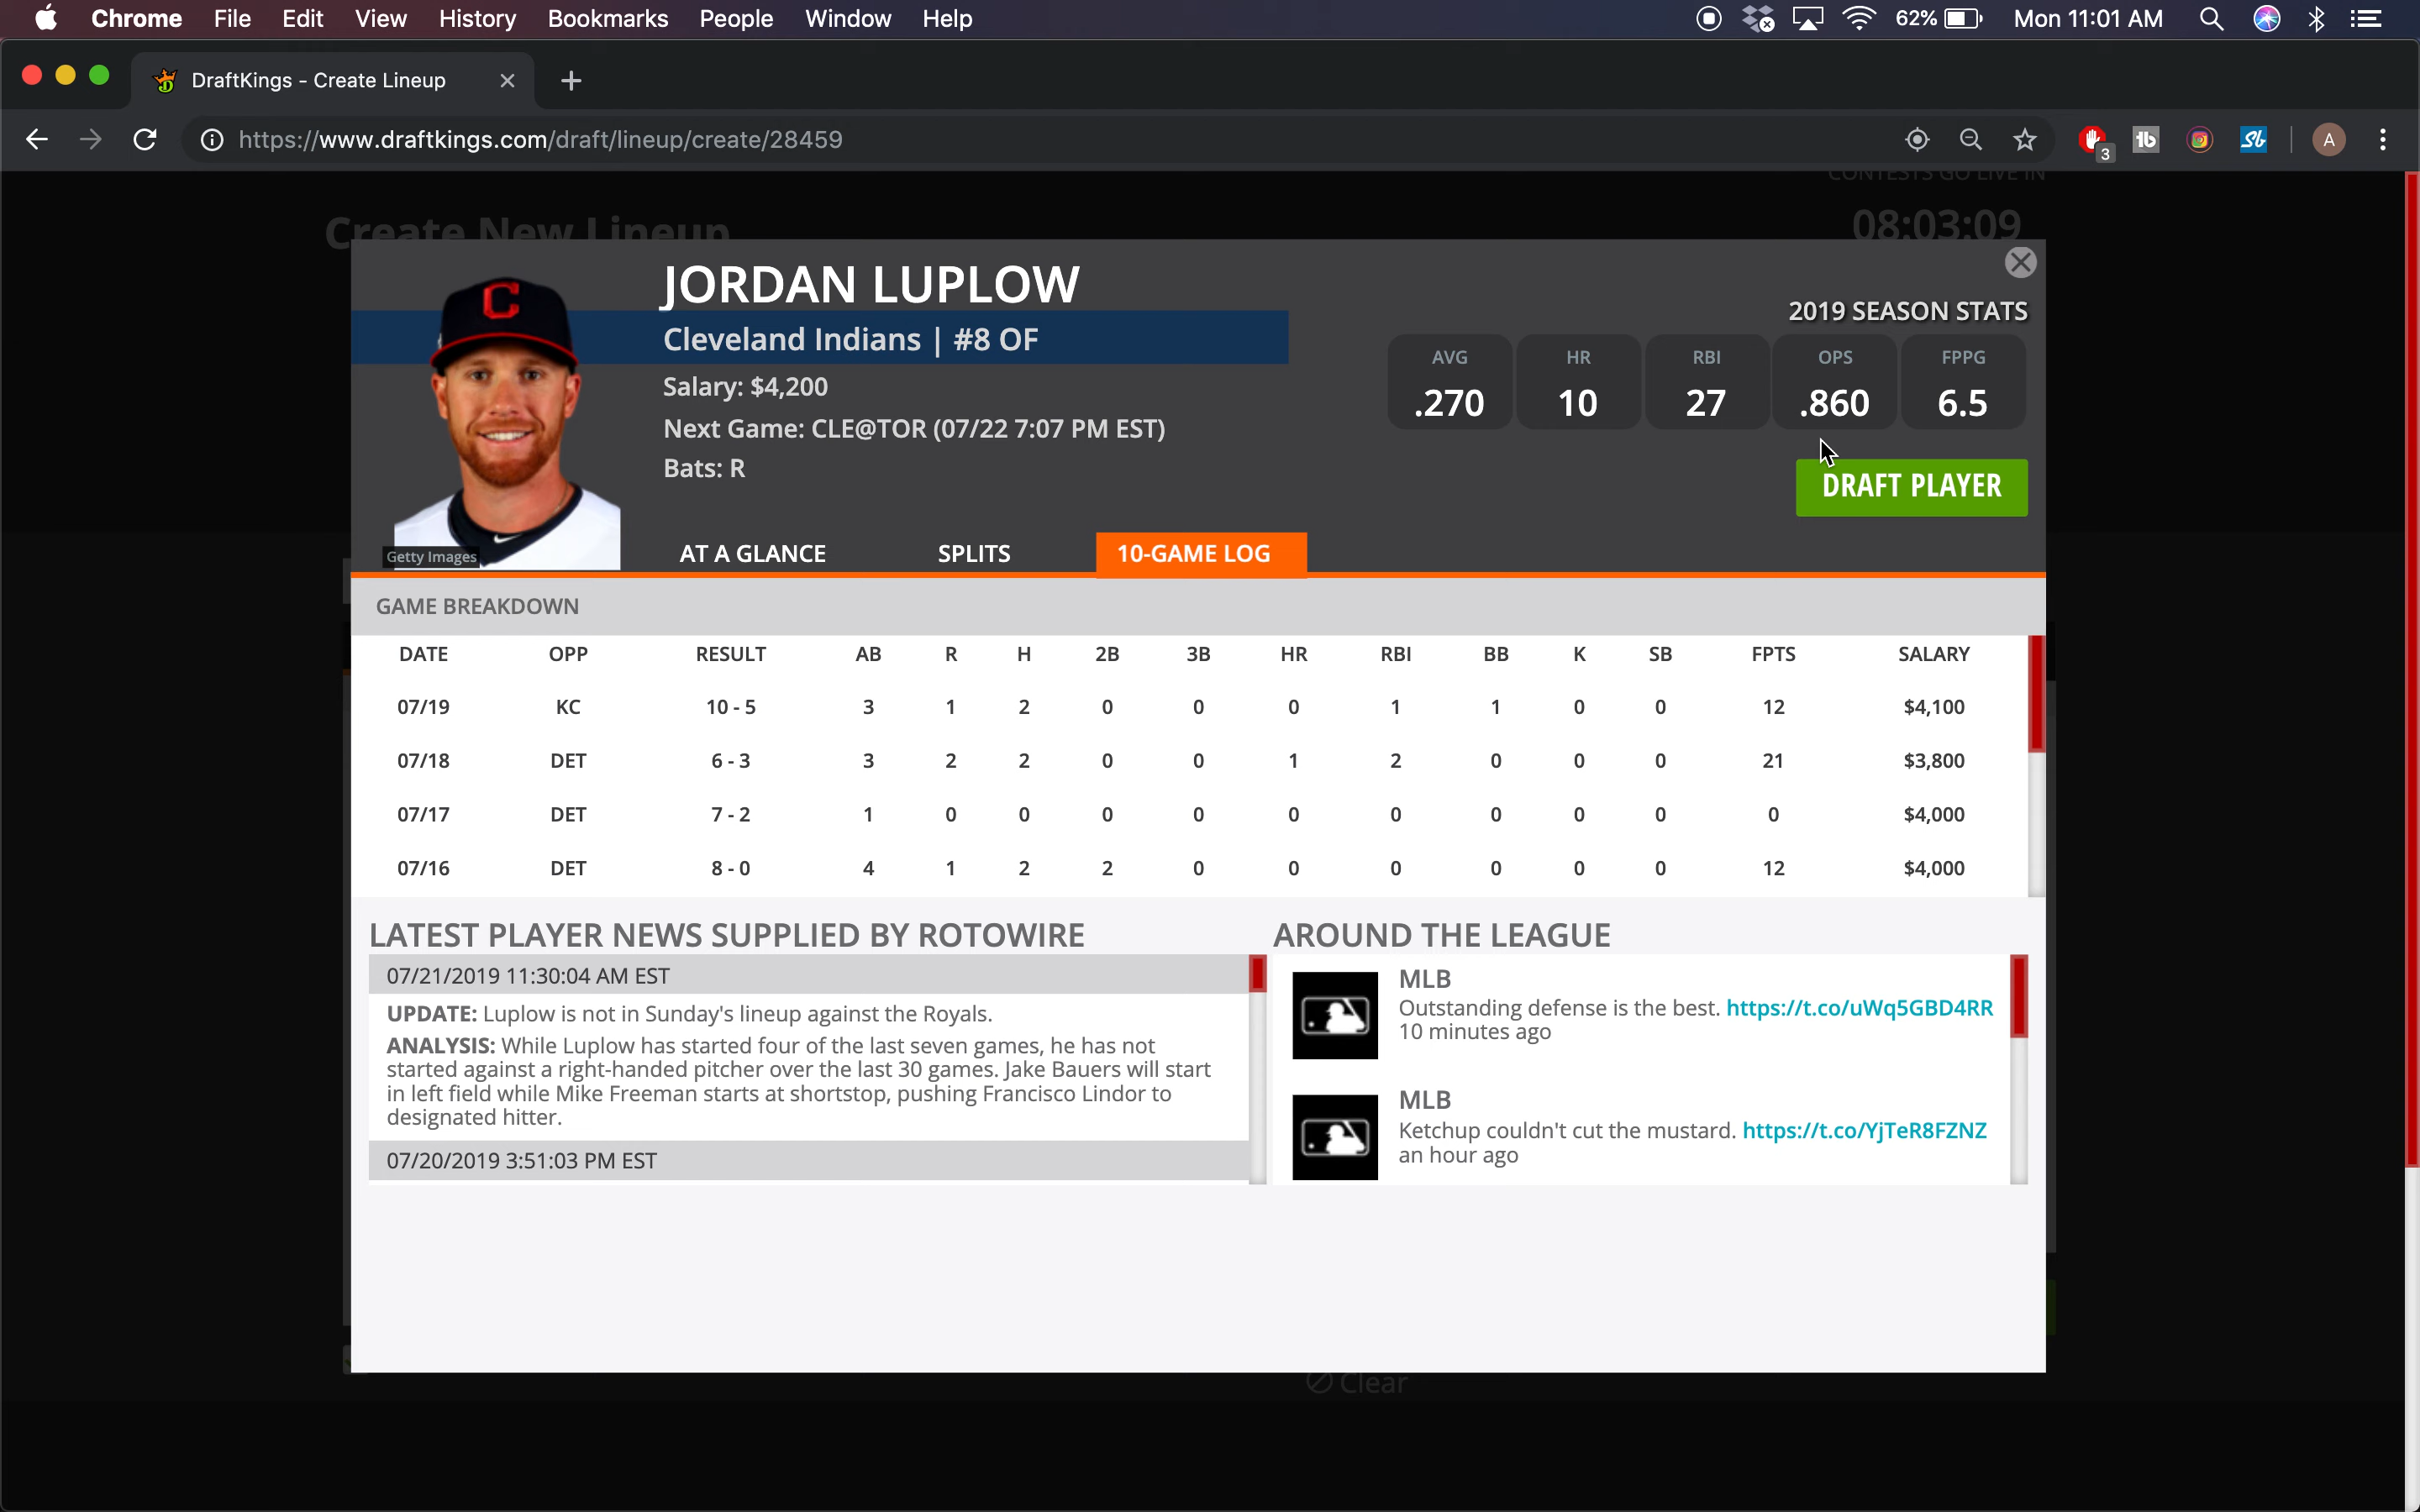 Chrome File Edit View History Bookmarks People Window Help 62% Mon 11:01 AM
DraftKings - Create Lineup
https://www.draftkings.com/draft/lineup/create/28459
3
A
CONTESTS GO LIVE IN
Create New Lineup
08:03:09
C
JORDAN LUPLOW
Cleveland Indians | #8 OF
Salary: $4,200
Next Game: CLE@TOR (07/22 7:07 PM EST)
Bats: R
2019 SEASON STATS
AVG HR RBI OPS FPPG
.270 10 27 .860 6.5
DRAFT PLAYER
Getty Images
AT A GLANCE SPLITS 10-GAME LOG
GAME BREAKDOWN
DATE OPP RESULT AB R H 2B 3B HR RBI BB K SB FPTS SALARY
07/19 KC 10 - 5 3 1 2 0 0 0 1 1 0 0 12 $4,100
07/18 DET 6 - 3 3 2 2 0 0 1 2 0 0 0 21 $3,800
07/17 DET 7 - 2 1 0 0 0 0 0 0 0 0 0 0 $4,000
07/16 DET 8 - 0 4 1 2 2 0 0 0 0 0 0 12 $4,000
LATEST PLAYER NEWS SUPPLIED BY ROTOWIRE
07/21/2019 11:30:04 AM EST
UPDATE: Luplow is not in Sunday's lineup against the Royals.
ANALYSIS: While Luplow has started four of the last seven games, he has not
started against a right-handed pitcher over the last 30 games. Jake Bauers will start
in left field while Mike Freeman starts at shortstop, pushing Francisco Lindor to
designated hitter.
07/20/2019 3:51:03 PM EST
AROUND THE LEAGUE
MLB
Outstanding defense is the best. https://t.co/uWq5GBD4RR
10 minutes ago
MLB
Ketchup couldn't cut the mustard. https://t.co/YjTeR8FZNZ
an hour ago
Clear